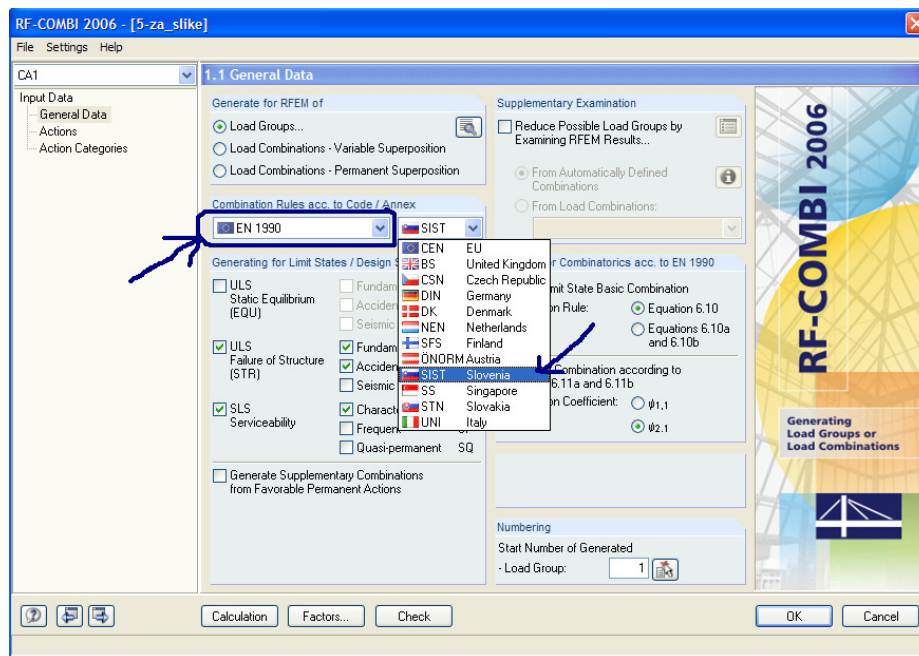 RF-COMBI 2006 - [5-za_slike]
File Settings Help
CA1
Input Data
General Data
Actions
Action Categories
1.1 General Data
Generate for RFEM of
Load Groups...
Load Combinations - Variable Superposition
Load Combinations - Permanent Superposition
Combination Rules acc. to Code / Annex
EN 1990
SIST
CEN EU
BS United Kingdom
CSN Czech Republic
DIN Germany
DK Denmark
NEN Netherlands
SFS Finland
ÖNORM Austria
SIST Slovenia
SS Singapore
STN Slovakia
UNI Italy
Generating for Limit States / Design S
ULS
Static Equilibrium
(EQU)
Fundam
Acciden
Seismic
ULS
Failure of Structure
(STR)
Fundam
Acciden
Seismic
SLS
Serviceability
Characte
Frequent
Quasi-permanent SQ
Generate Supplementary Combinations
from Favorable Permanent Actions
Supplementary Examination
Reduce Possible Load Groups by
Examining RFEM Results...
From Automatically Defined
Combinations
From Load Combinations:
r Combinatorics acc. to EN 1990
imit State Basic Combination
n Rule:
Equation 6.10
Equations 6.10a
and 6.10b
Combination according to
6.11a and 6.11b
n Coefficient:
ψ1,1
ψ2.1
Numbering
Start Number of Generated
- Load Group: 1
RF-COMBI 2006
Generating
Load Groups or
Load Combinations
Calculation
Factors...
Check
OK
Cancel